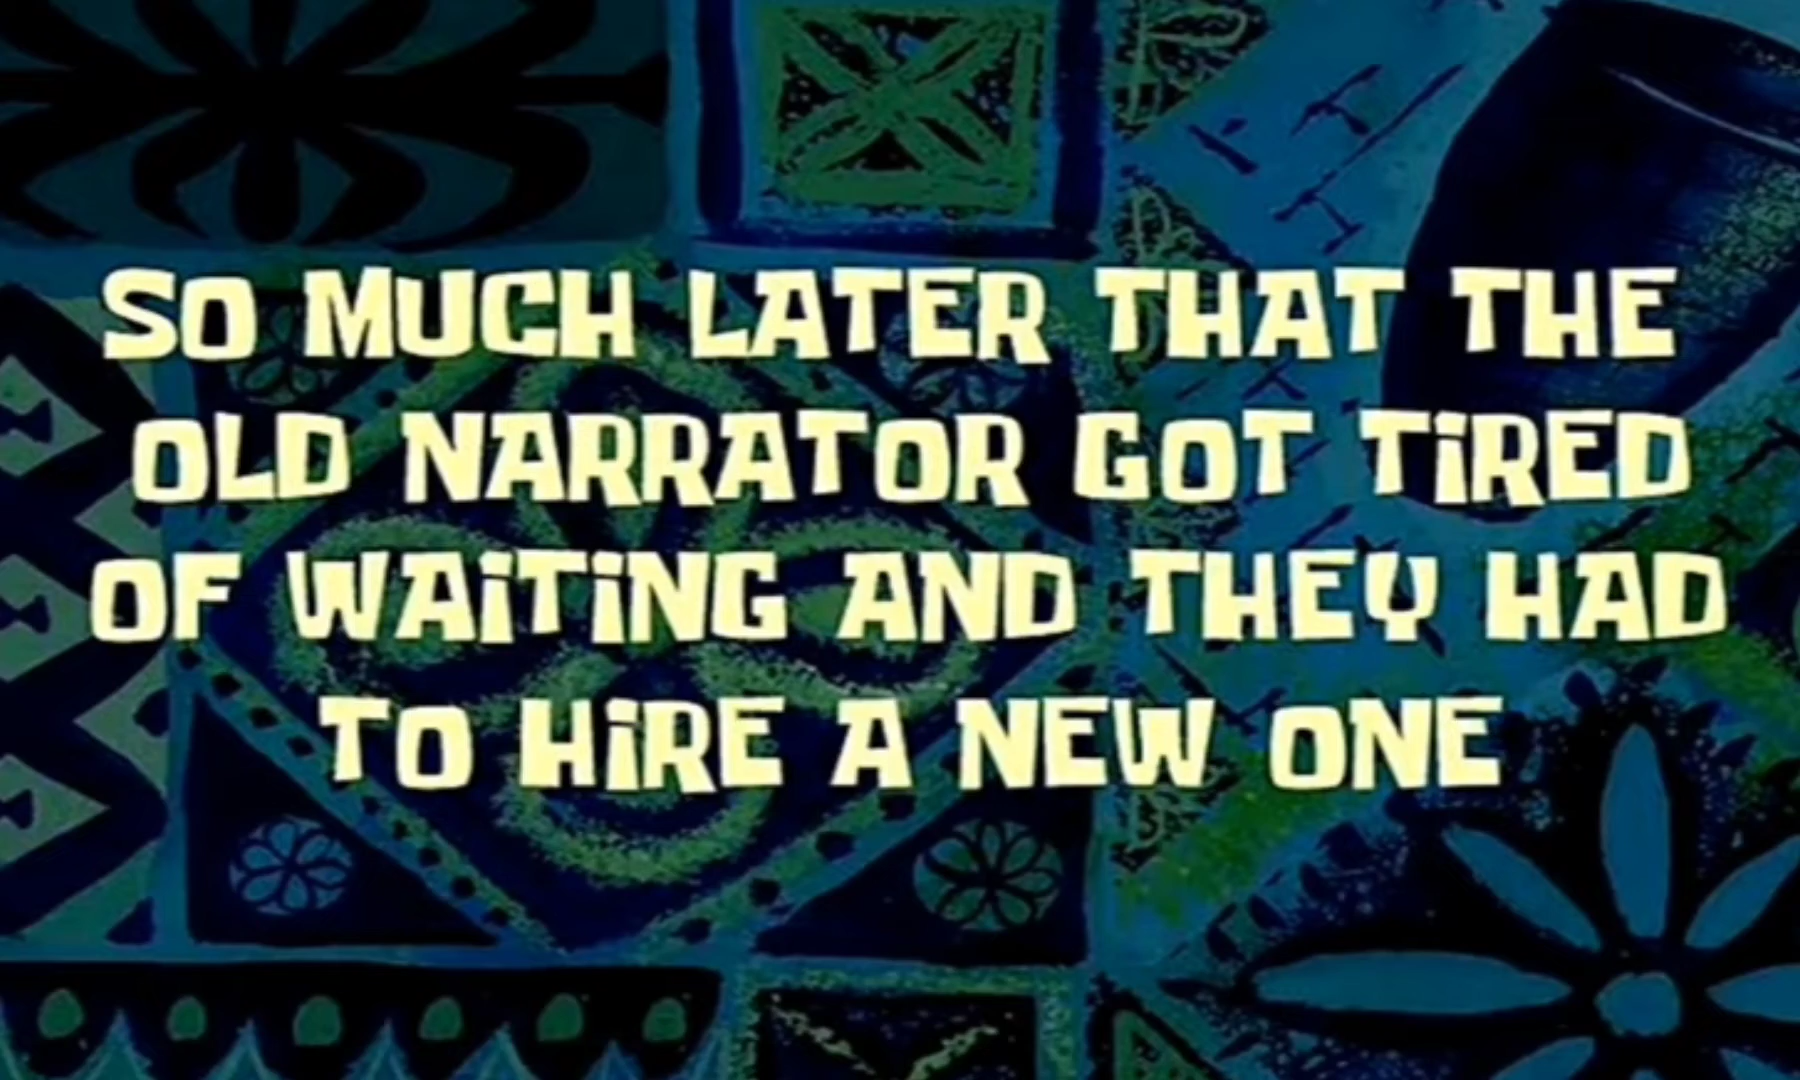 SO MUCH LATER THAT THE
OLD NARRATOR GOT TiRED
OF WAiTiNG AND THEY HAD
TO HiRE A NEW ONE